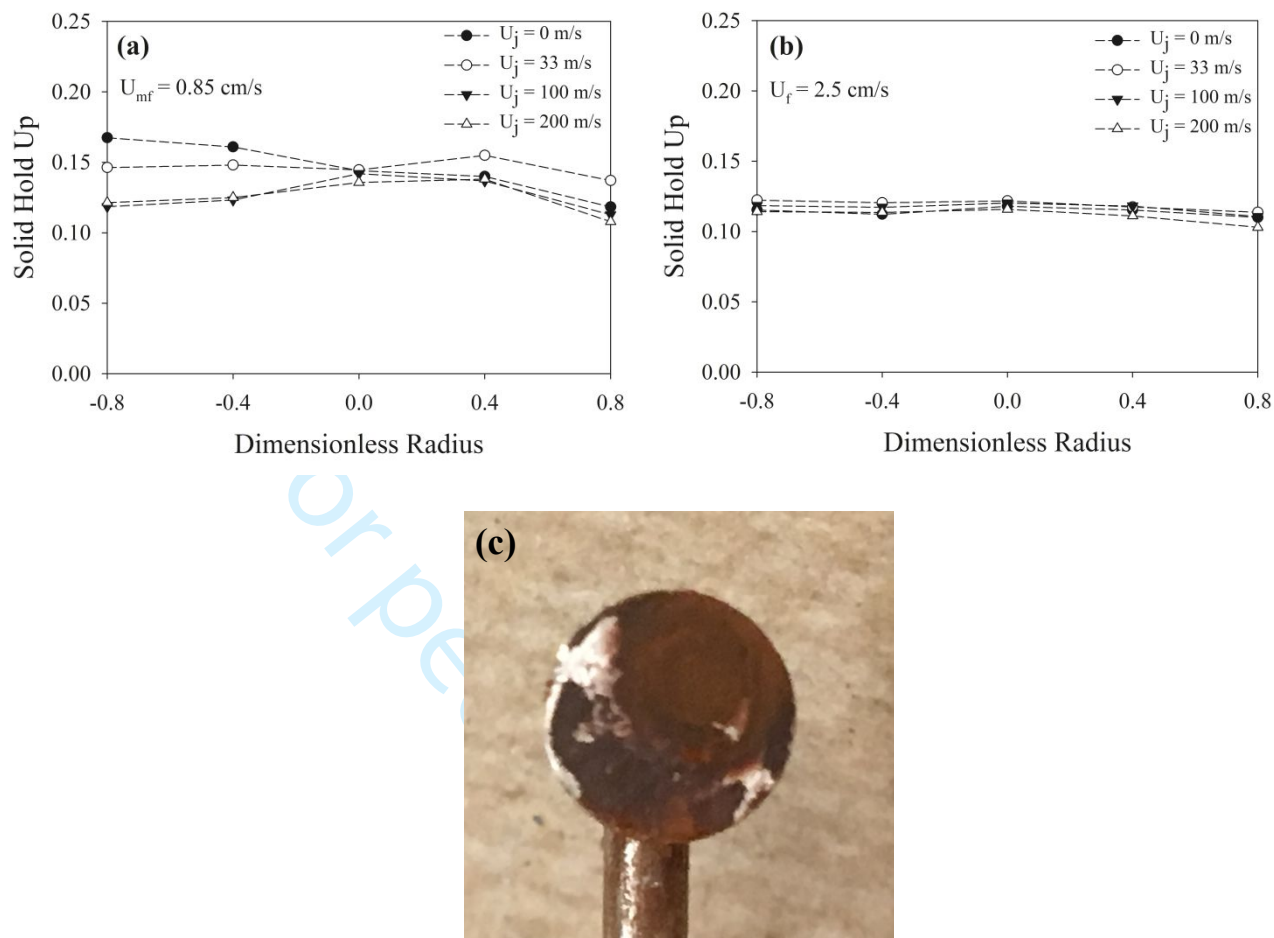 (a)
U_mf = 0.85 cm/s
U_j = 0 m/s
U_j = 33 m/s
U_j = 100 m/s
U_j = 200 m/s
0.25
0.20
0.15
0.10
0.05
0.00
Solid Hold Up
-0.8 -0.4 0.0 0.4 0.8
Dimensionless Radius
(b)
U_f = 2.5 cm/s
U_j = 0 m/s
U_j = 33 m/s
U_j = 100 m/s
U_j = 200 m/s
0.25
0.20
0.15
0.10
0.05
0.00
Solid Hold Up
-0.8 -0.4 0.0 0.4 0.8
Dimensionless Radius
(c)